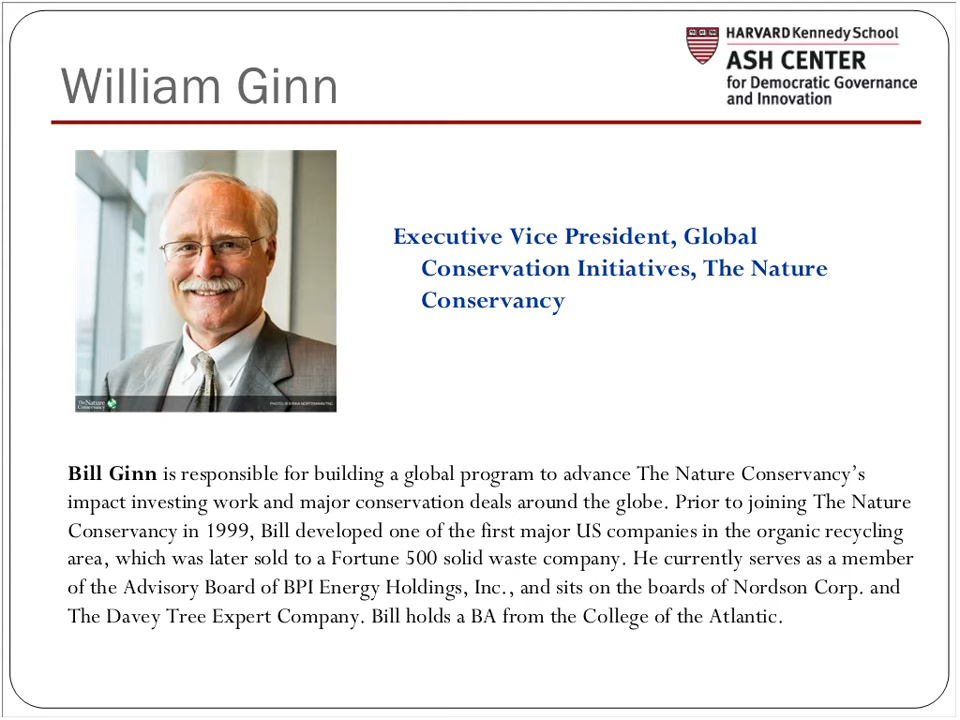 William Ginn
HARVARD Kennedy School
ASH CENTER
for Democratic Governance
and Innovation
Executive Vice President, Global
Conservation Initiatives, The Nature
Conservancy
The Nature
Conservancy
Bill Ginn is responsible for building a global program to advance The Nature Conservancy’s
impact investing work and major conservation deals around the globe. Prior to joining The Nature
Conservancy in 1999, Bill developed one of the first major US companies in the organic recycling
area, which was later sold to a Fortune 500 solid waste company. He currently serves as a member
of the Advisory Board of BPI Energy Holdings, Inc., and sits on the boards of Nordson Corp. and
The Davey Tree Expert Company. Bill holds a BA from the College of the Atlantic.